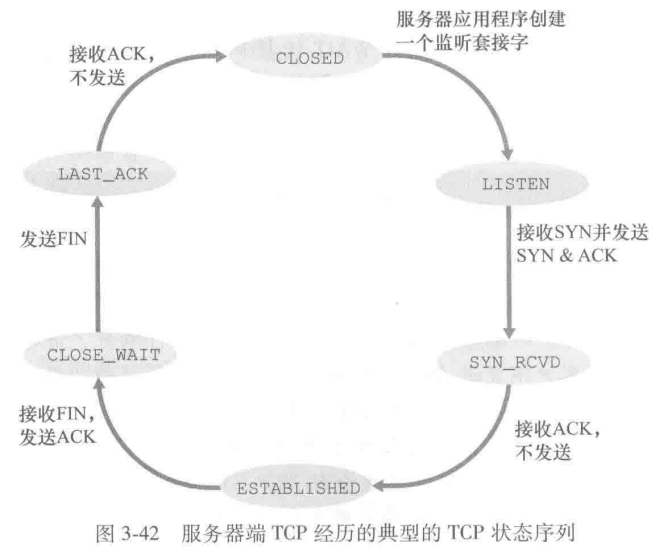 服务器应用程序创建
一个监听套接字
接收ACK，
不发送
CLOSED
LAST_ACK
LISTEN
发送FIN
接收SYN并发送
SYN & ACK
CLOSE_WAIT
SYN_RCVD
接收FIN，
发送ACK
接收ACK，
不发送
ESTABLISHED
图 3-42 服务器端 TCP 经历的典型的 TCP 状态序列